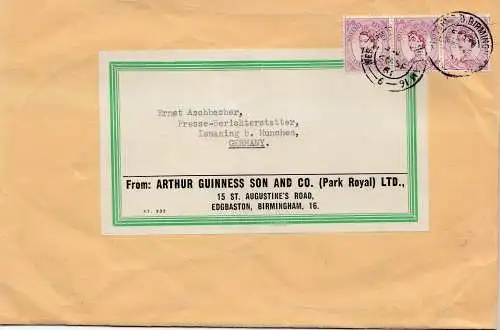 Ernst Aschbacher,
Presse-Berichterstatter,
Ismaning b. Munchen,
GERMANY.
From: ARTHUR GUINNESS SON AND CO. (Park Royal) LTD.,
15 ST. AUGUSTINE'S ROAD,
EDGBASTON, BIRMINGHAM, 16.